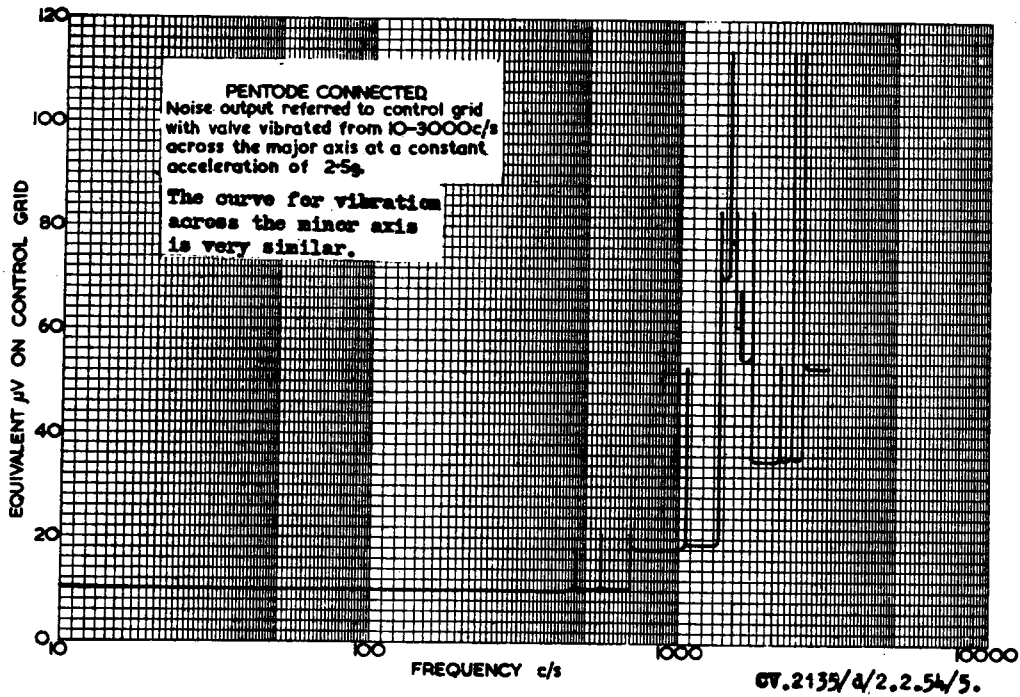 120
100
80
60
40
20
0
EQUIVALENT µV ON CONTROL GRID
PENTODE CONNECTED
Noise output referred to control grid
with valve vibrated from 10-3000c/s
across the major axis at a constant
acceleration of 2·5g.
The curve for vibration
across the minor axis
is very similar.
10
100
1000
10000
FREQUENCY c/s
CV.2135/d/2.2.54/5.